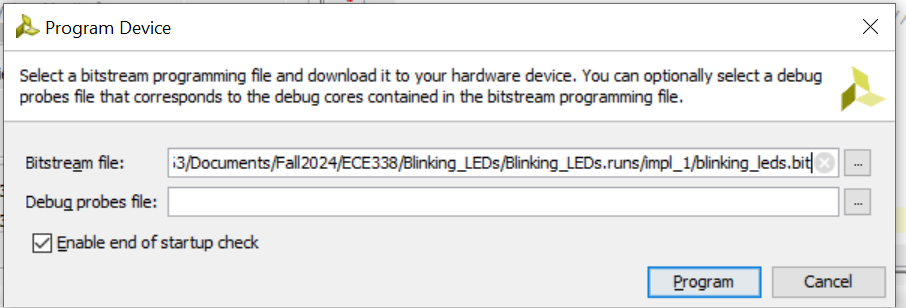 Program Device
Select a bitstream programming file and download it to your hardware device. You can optionally select a debug
probes file that corresponds to the debug cores contained in the bitstream programming file.
Bitstream file: i3/Documents/Fall2024/ECE338/Blinking_LEDs/Blinking_LEDs.runs/impl_1/blinking_leds.bit ...
Debug probes file: ...
Enable end of startup check
Program Cancel